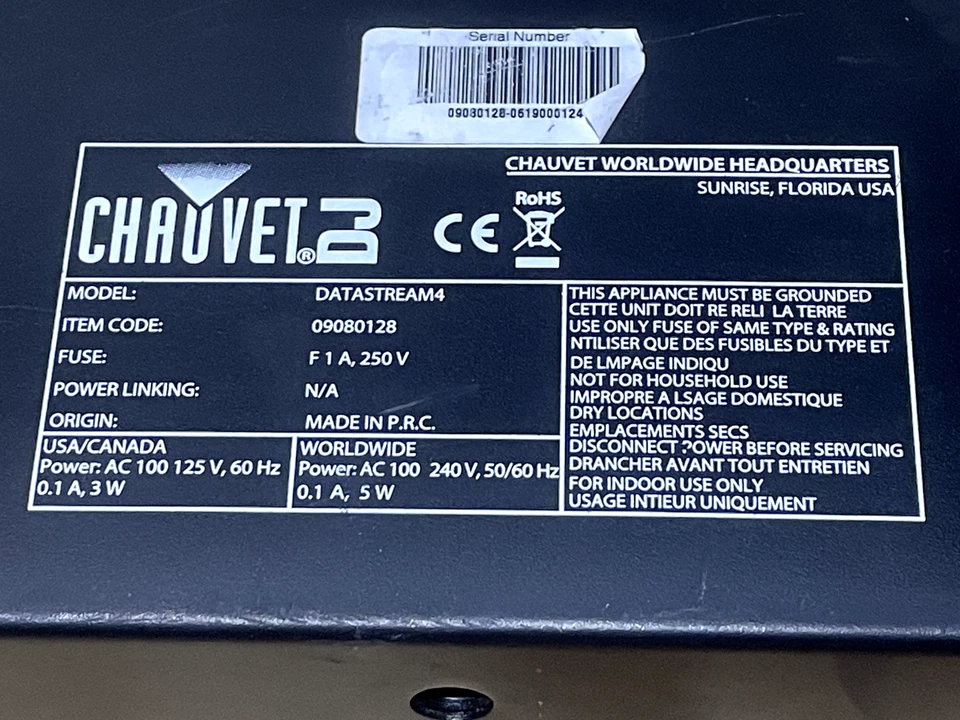 Serial Number
09080128-0619000124
CHAUVET® DJ
CE
RoHS
CHAUVET WORLDWIDE HEADQUARTERS
SUNRISE, FLORIDA USA
MODEL: DATASTREAM4
ITEM CODE: 09080128
FUSE: F 1 A, 250 V
POWER LINKING: N/A
ORIGIN: MADE IN P.R.C.
USA/CANADA
Power: AC 100 125 V, 60 Hz
0.1 A, 3 W
WORLDWIDE
Power: AC 100 240 V, 50/60 Hz
0.1 A, 5 W
THIS APPLIANCE MUST BE GROUNDED
CETTE UNIT DOIT RE RELI LA TERRE
USE ONLY FUSE OF SAME TYPE & RATING
NTILISER QUE DES FUSIBLES DU TYPE ET
DE LMPAGE INDIQU
NOT FOR HOUSEHOLD USE
IMPROPRE A LSAGE DOMESTIQUE
DRY LOCATIONS
EMPLACEMENTS SECS
DISCONNECT POWER BEFORE SERVICING
DRANCHER AVANT TOUT ENTRETIEN
FOR INDOOR USE ONLY
USAGE INTIEUR UNIQUEMENT